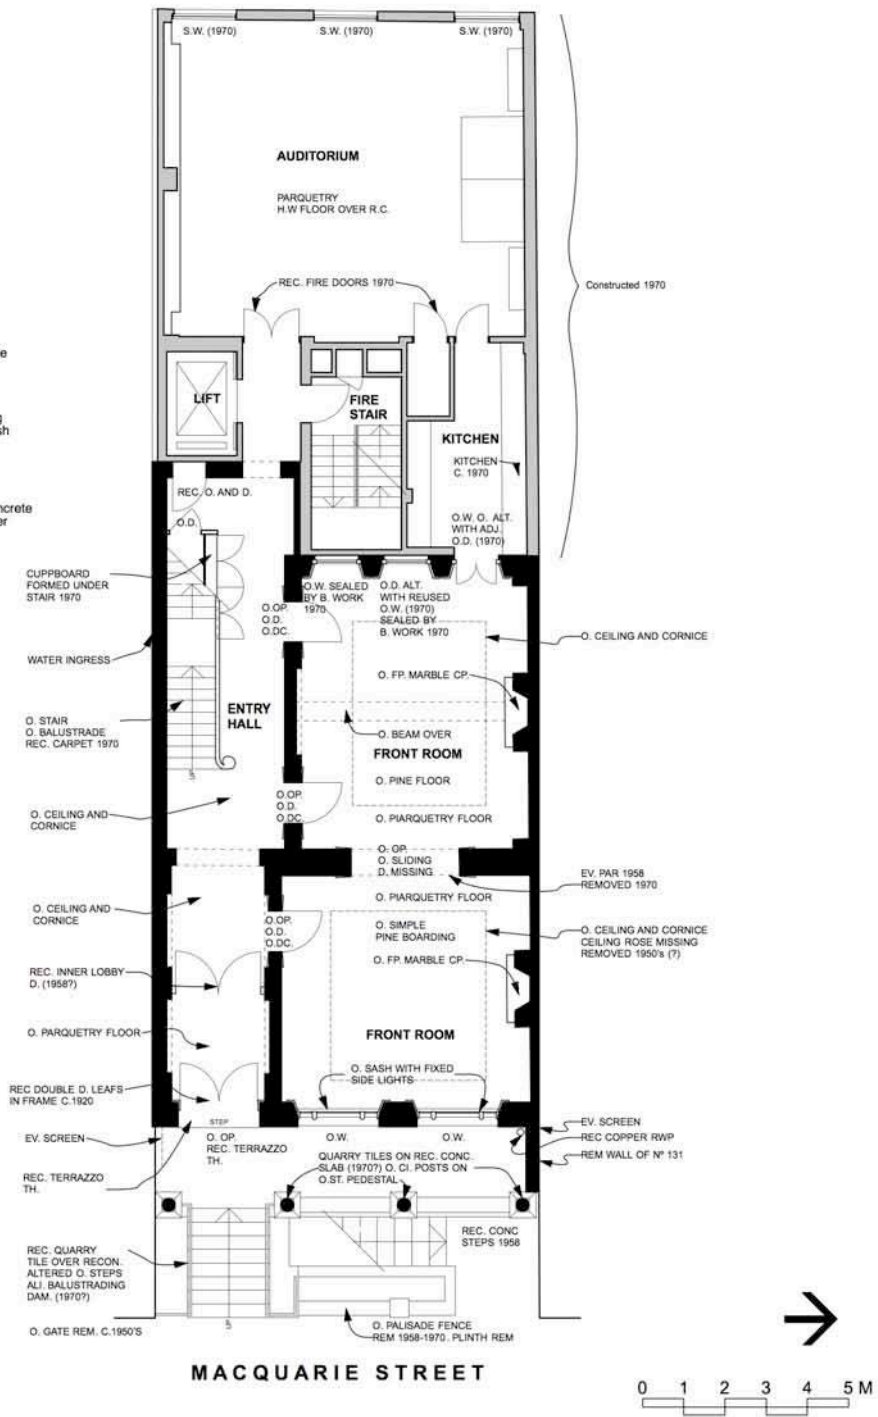 S.W. (1970)
S.W. (1970)
S.W. (1970)
AUDITORIUM
PARQUETRY
H.W FLOOR OVER R.C.
REC. FIRE DOORS 1970
Constructed 1970
LIFT
FIRE
STAIR
KITCHEN
KITCHEN
C. 1970
REC. O. AND D.
O.D.
O.W. O. ALT.
WITH ADJ.
O.D. (1970)
CUPPBOARD
FORMED UNDER
STAIR 1970
O.W. SEALED
BY B. WORK
1970
O.D. ALT.
WITH REUSED
O.W. (1970)
SEALED BY
B. WORK 1970
O.OP.
O.D.
O.DC.
O. CEILING AND CORNICE
WATER INGRESS
O. FP. MARBLE CP.
ENTRY
HALL
O. STAIR
O. BALUSTRADE
REC. CARPET 1970
O. BEAM OVER
FRONT ROOM
UP
O. PINE FLOOR
O.OP.
O.D.
O.DC.
O. CEILING AND
CORNICE
O. PIARQUETRY FLOOR
O. OP.
O. SLIDING
D. MISSING
EV. PAR 1958
REMOVED 1970
O. PIARQUETRY FLOOR
O. CEILING AND
CORNICE
O.OP.
O.D.
O.DC.
O. SIMPLE
PINE BOARDING
O. CEILING AND CORNICE
CEILING ROSE MISSING
REMOVED 1950's (?)
O. FP. MARBLE CP.
REC. INNER LOBBY
D. (1958?)
O. PARQUETRY FLOOR
FRONT ROOM
O. SASH WITH FIXED
SIDE LIGHTS
REC DOUBLE D. LEAFS
IN FRAME C.1920
STEP
EV. SCREEN
O. OP.
REC. TERRAZZO
TH.
O.W.
O.W.
EV. SCREEN
REC COPPER RWP
REM WALL OF Nº 131
REC. TERRAZZO
TH.
QUARRY TILES ON REC. CONC.
SLAB (1970?) O. CI. POSTS ON
O.ST. PEDESTAL
REC. CONC
STEPS 1958
REC. QUARRY
TILE OVER RECON.
ALTERED O. STEPS
ALI. BALUSTRADING
DAM. (1970?)
UP
O. GATE REM. C.1950'S
O. PALISADE FENCE
REM 1958-1970. PLINTH REM
MACQUARIE STREET
0 1 2 3 4 5 M